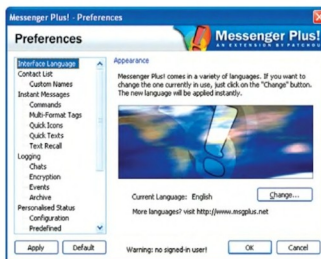 Messenger Plus! - Preferences
Preferences
Messenger Plus!
AN EXTENSION BY PATCHOU
Interface Language
Contact List
Custom Names
Instant Messages
Commands
Multi-Format Tags
Quick Icons
Quick Texts
Text Recall
Logging
Chats
Encryption
Events
Archive
Personalised Status
Configuration
Predefined
Appearance
Messenger Plus! comes in a variety of languages. If you want to
change the one currently in use, just click on the "Change" button.
The new language will be applied instantly.
Current Language: English
Change...
More languages? visit http://www.msgplus.net
Apply
Default
Warning: no signed-in user!
OK
Cancel